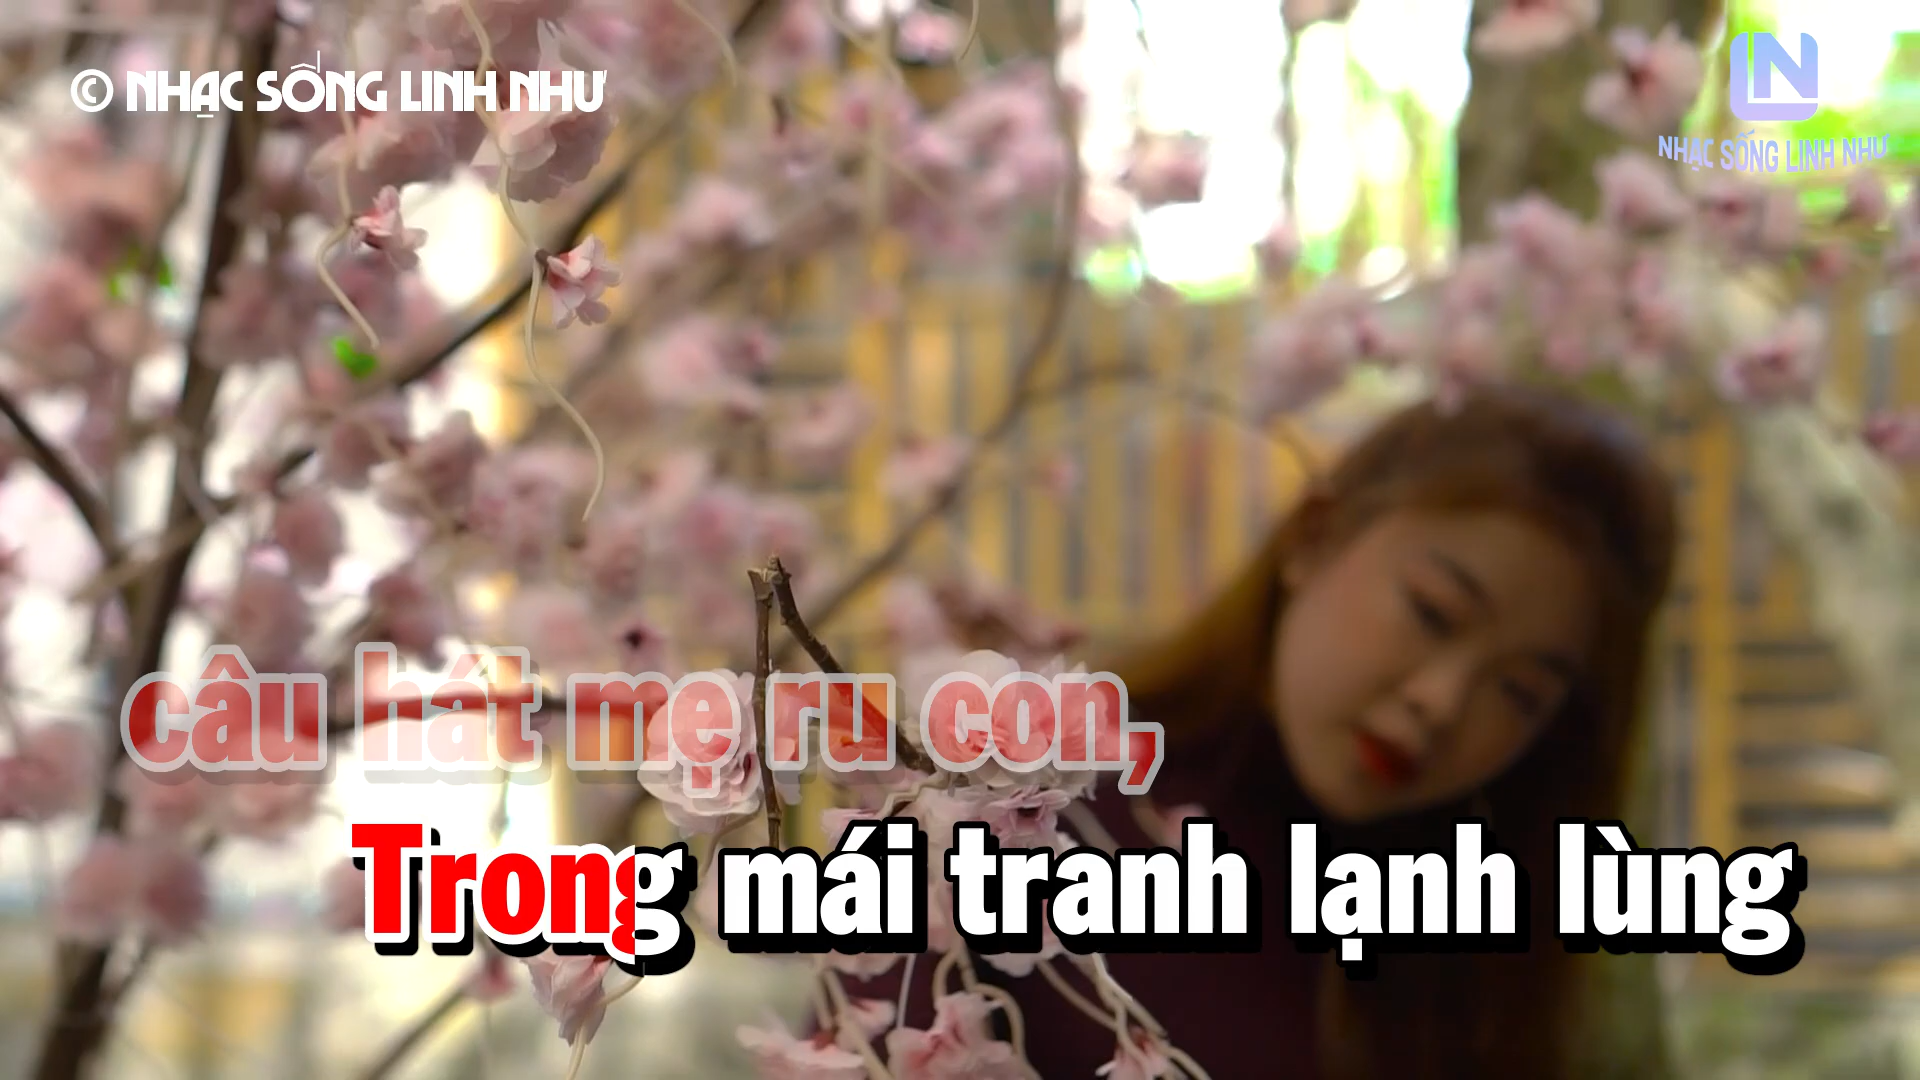 © NHẠC SỐNG LINH NHƯ
LN
NHẠC SỐNG LINH NHƯ
câu hát mẹ ru con,
Trong mái tranh lạnh lùng